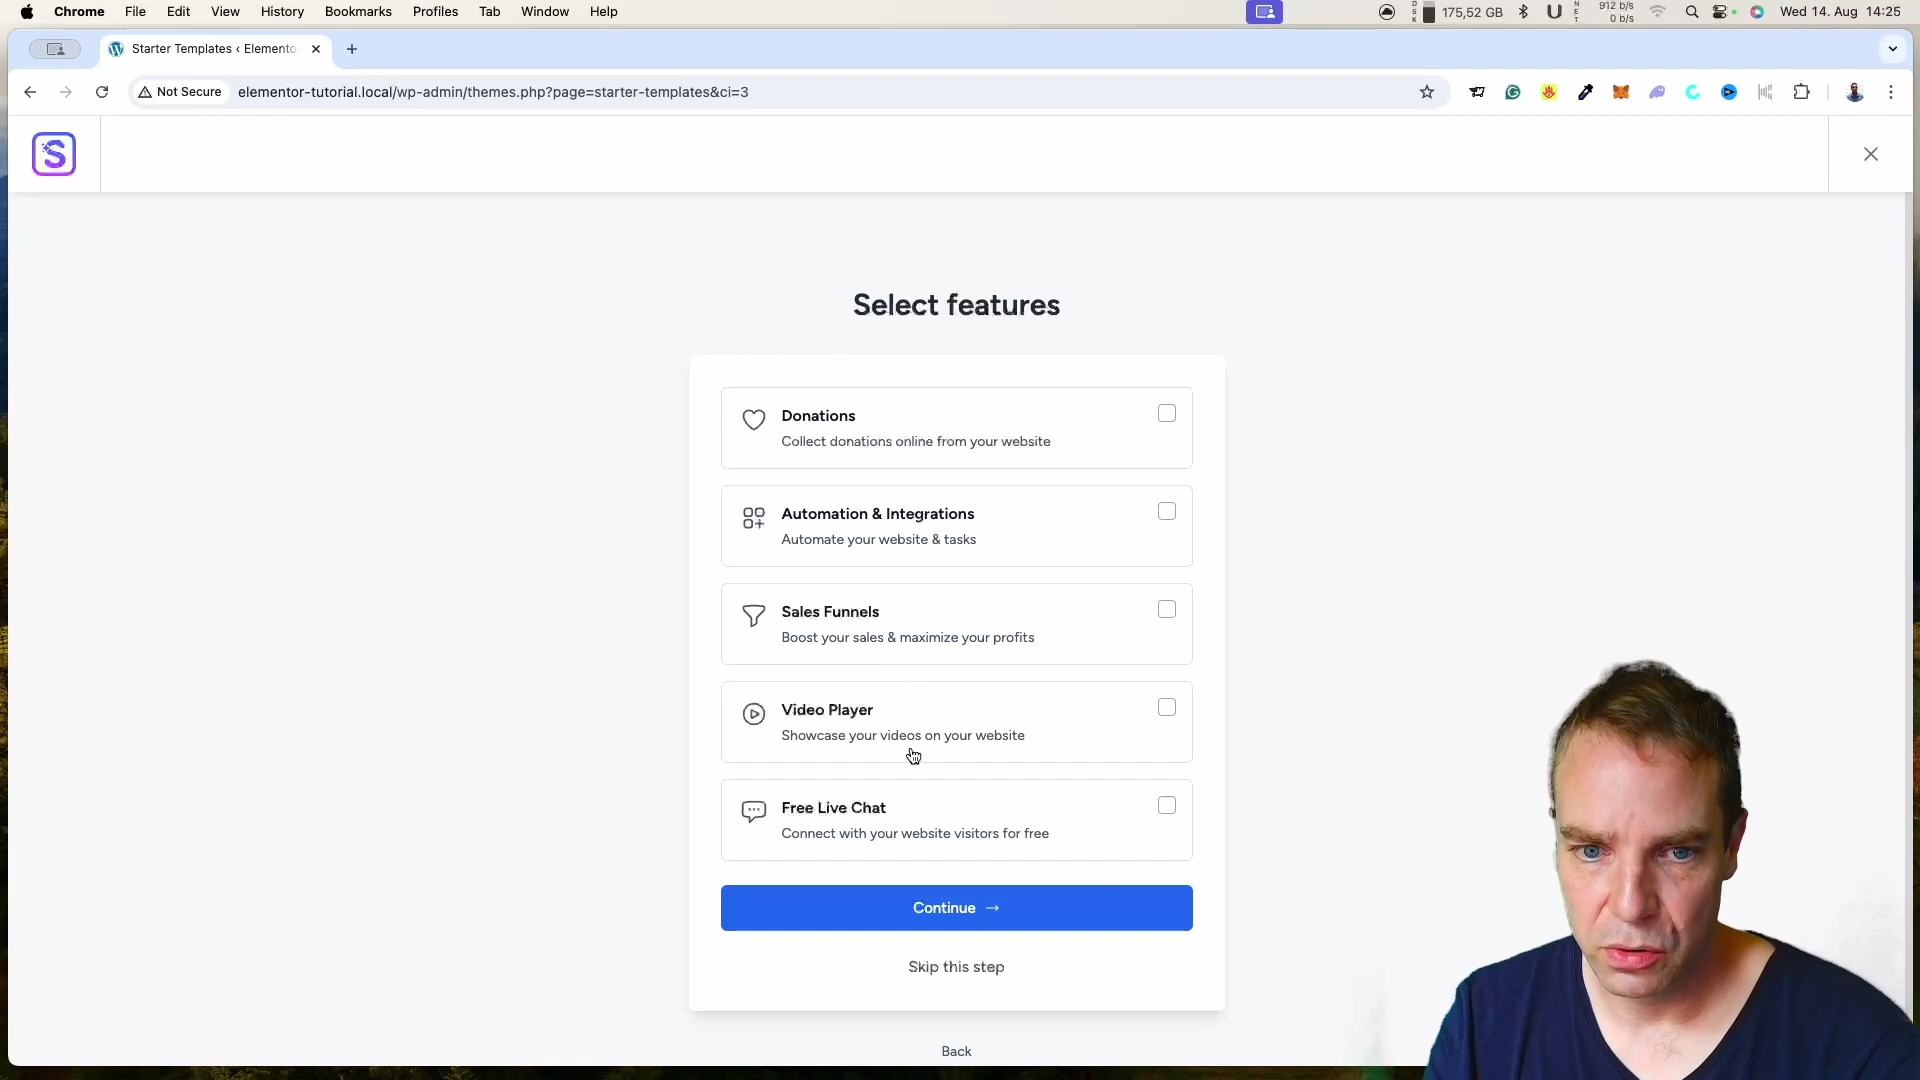 Chrome File Edit View History Bookmarks Profiles Tab Window Help 175,52 GB 912 b/s 0 b/s Wed 14. Aug 14:25
Starter Templates ‹ Elemento
Not Secure elementor-tutorial.local/wp-admin/themes.php?page=starter-templates&ci=3
S
Select features
Donations
Collect donations online from your website
Automation & Integrations
Automate your website & tasks
Sales Funnels
Boost your sales & maximize your profits
Video Player
Showcase your videos on your website
Free Live Chat
Connect with your website visitors for free
Continue →
Skip this step
Back